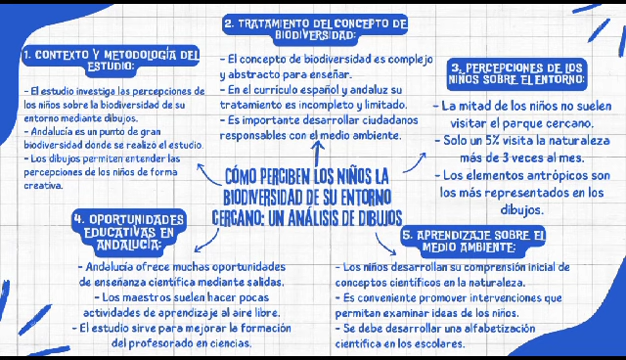 1. CONTEXTO Y METODOLOGÍA DEL
ESTUDIO:
- El estudio investiga las percepciones de
los niños sobre la biodiversidad de su
entorno mediante dibujos.
- Andalucía es un punto de gran
biodiversidad donde se realizó el estudio.
- Los dibujos permiten entender las
percepciones de los niños de forma
creativa.
2. TRATAMIENTO DEL CONCEPTO DE
BIODIVERSIDAD:
- El concepto de biodiversidad es complejo
y abstracto para enseñar.
- En el currículo español y andaluz su
tratamiento es incompleto y limitado.
- Es importante desarrollar ciudadanos
responsables con el medio ambiente.
3. PERCEPCIONES DE LOS
NIÑOS SOBRE EL ENTORNO:
- La mitad de los niños no suelen
visitar el parque cercano.
- Solo un 5% visita la naturaleza
más de 3 veces al mes.
- Los elementos antrópicos son
los más representados en los
dibujos.
CÓMO PERCIBEN LOS NIÑOS LA
BIODIVERSIDAD DE SU ENTORNO
CERCANO: UN ANÁLISIS DE DIBUJOS
4. OPORTUNIDADES
EDUCATIVAS EN
ANDALUCÍA:
- Andalucía ofrece muchas oportunidades
de enseñanza científica mediante salidas.
- Los maestros suelen hacer pocas
actividades de aprendizaje al aire libre.
- El estudio sirve para mejorar la formación
del profesorado en ciencias.
5. APRENDIZAJE SOBRE EL
MEDIO AMBIENTE:
- Los niños desarrollan su comprensión inicial de
conceptos científicos en la naturaleza.
- Es conveniente promover intervenciones que
permitan examinar ideas de los niños.
- Se debe desarrollar una alfabetización
científica en los escolares.